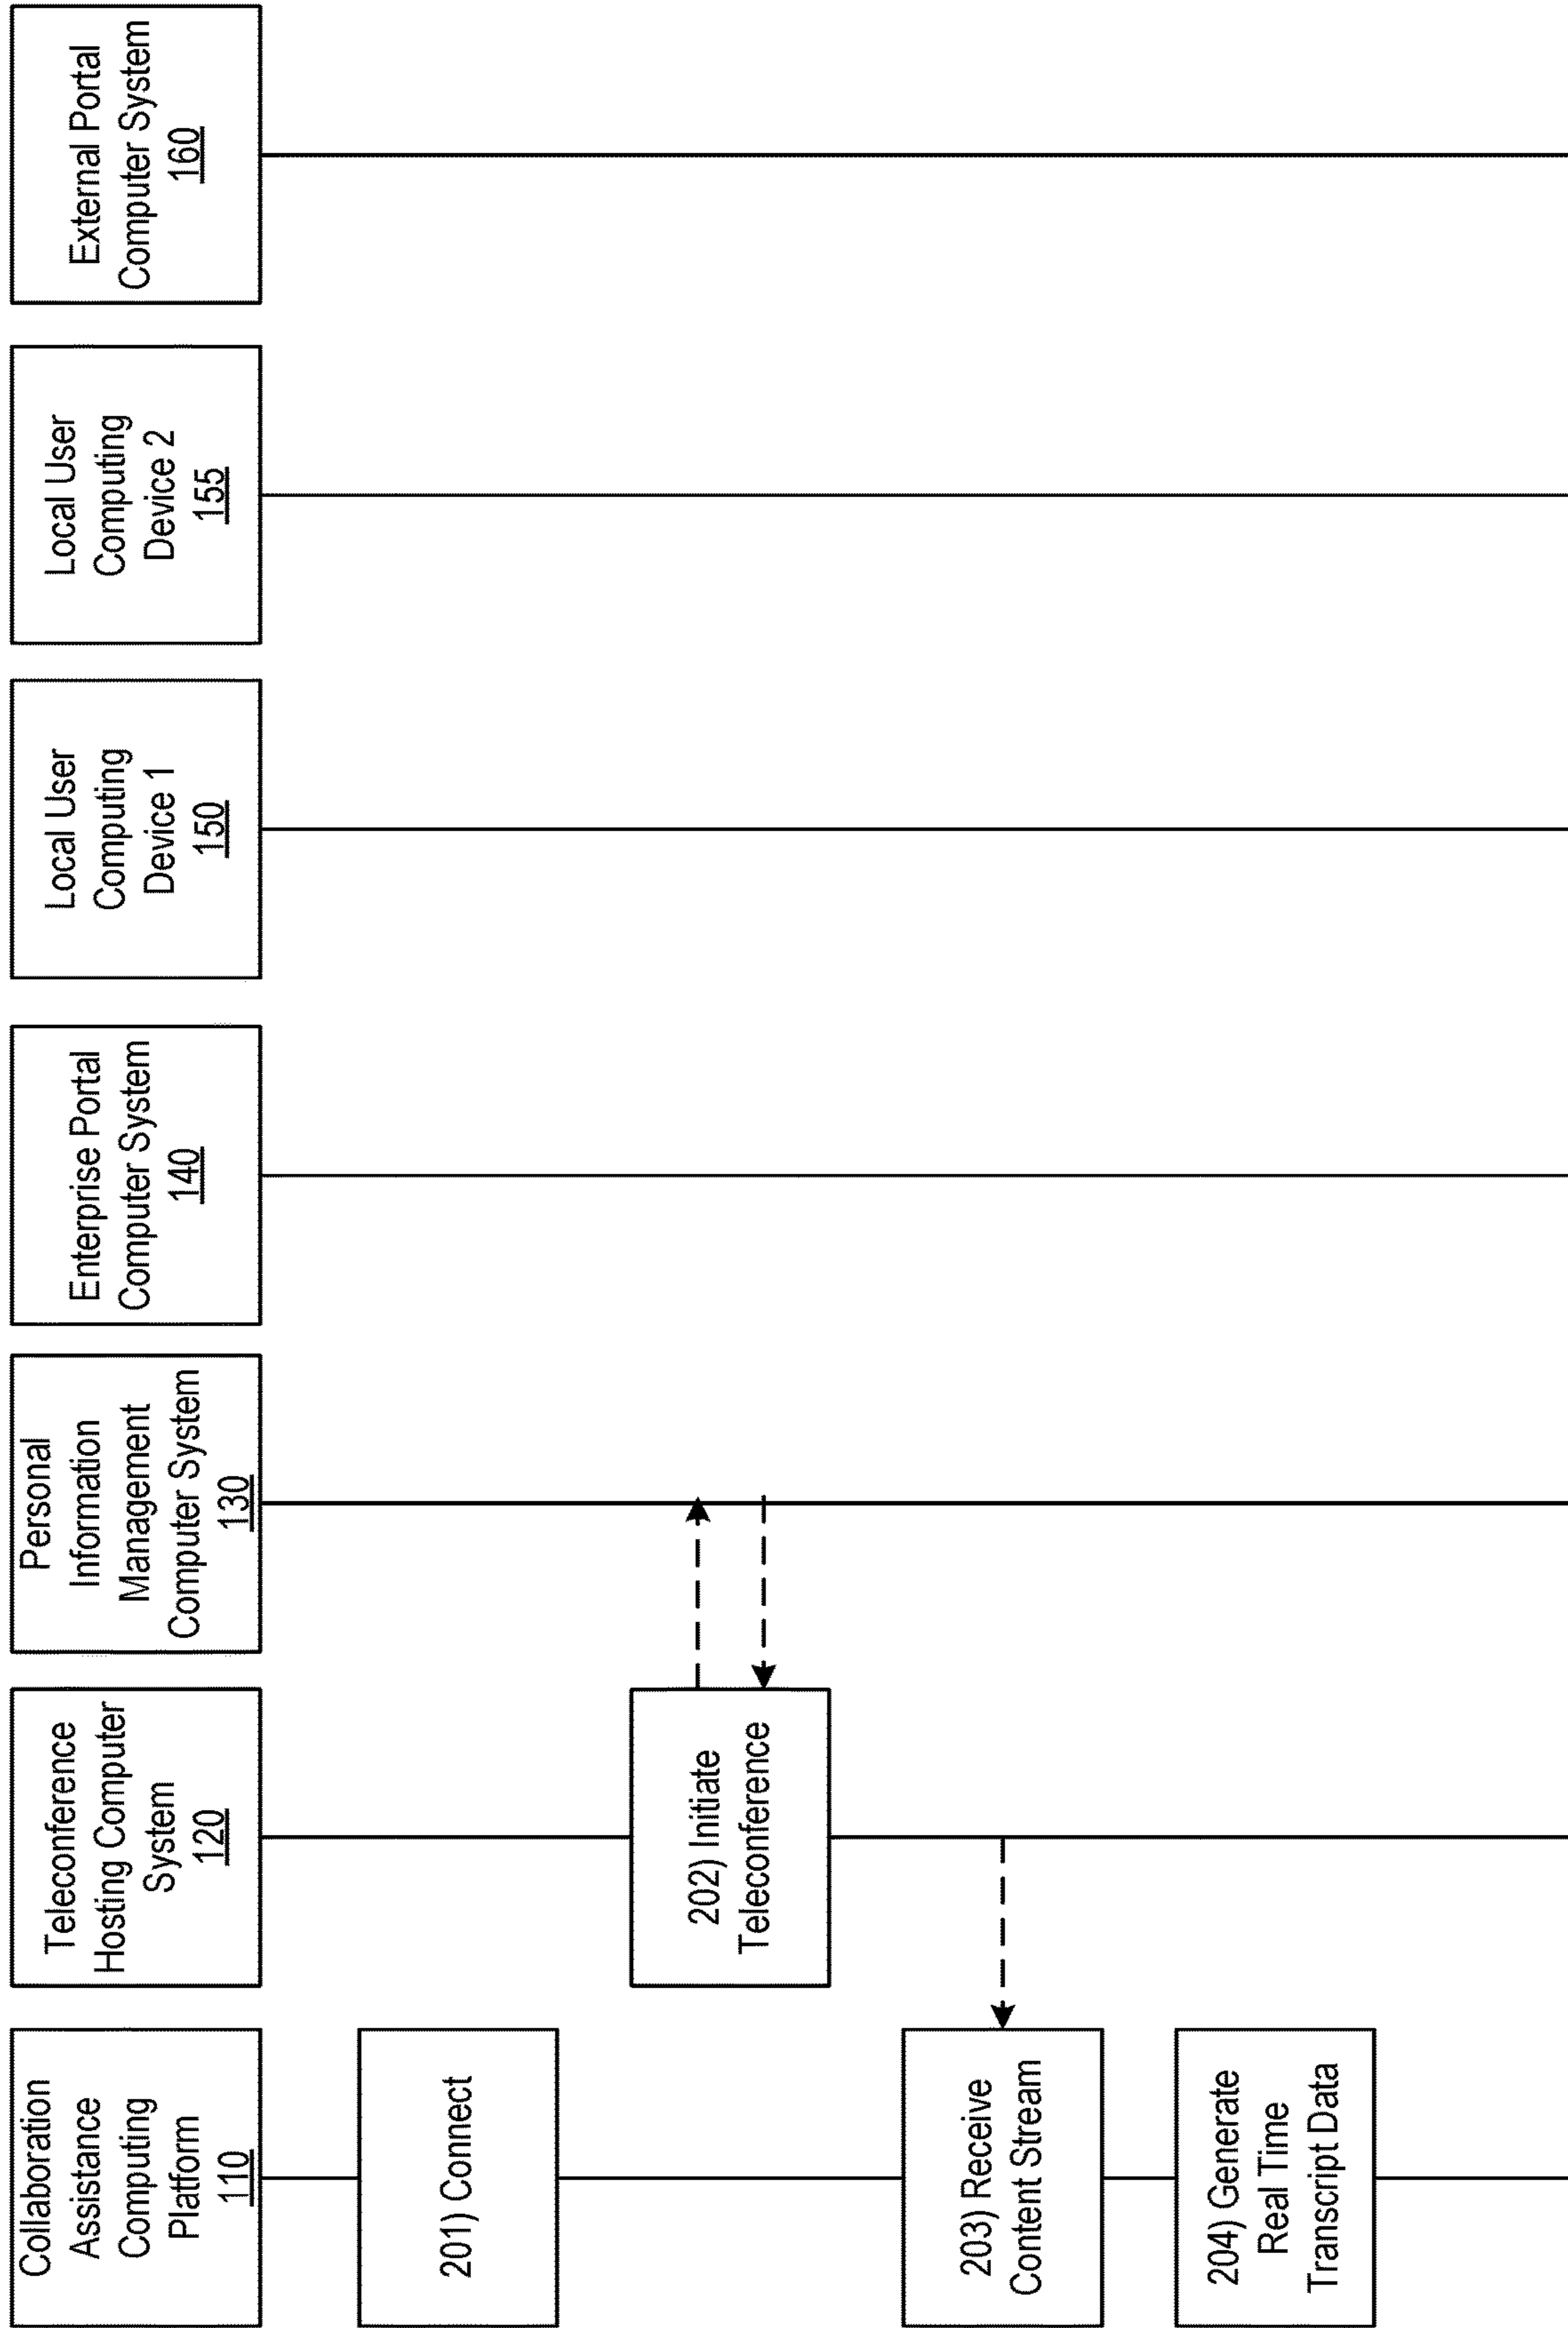 Collaboration
Assistance
Computing
Platform
110
Teleconference
Hosting Computer
System
120
Personal
Information
Management
Computer System
130
Enterprise Portal
Computer System
140
Local User
Computing
Device 1
150
Local User
Computing
Device 2
155
External Portal
Computer System
160
201) Connect
202) Initiate
Teleconference
203) Receive
Content Stream
204) Generate
Real Time
Transcript Data